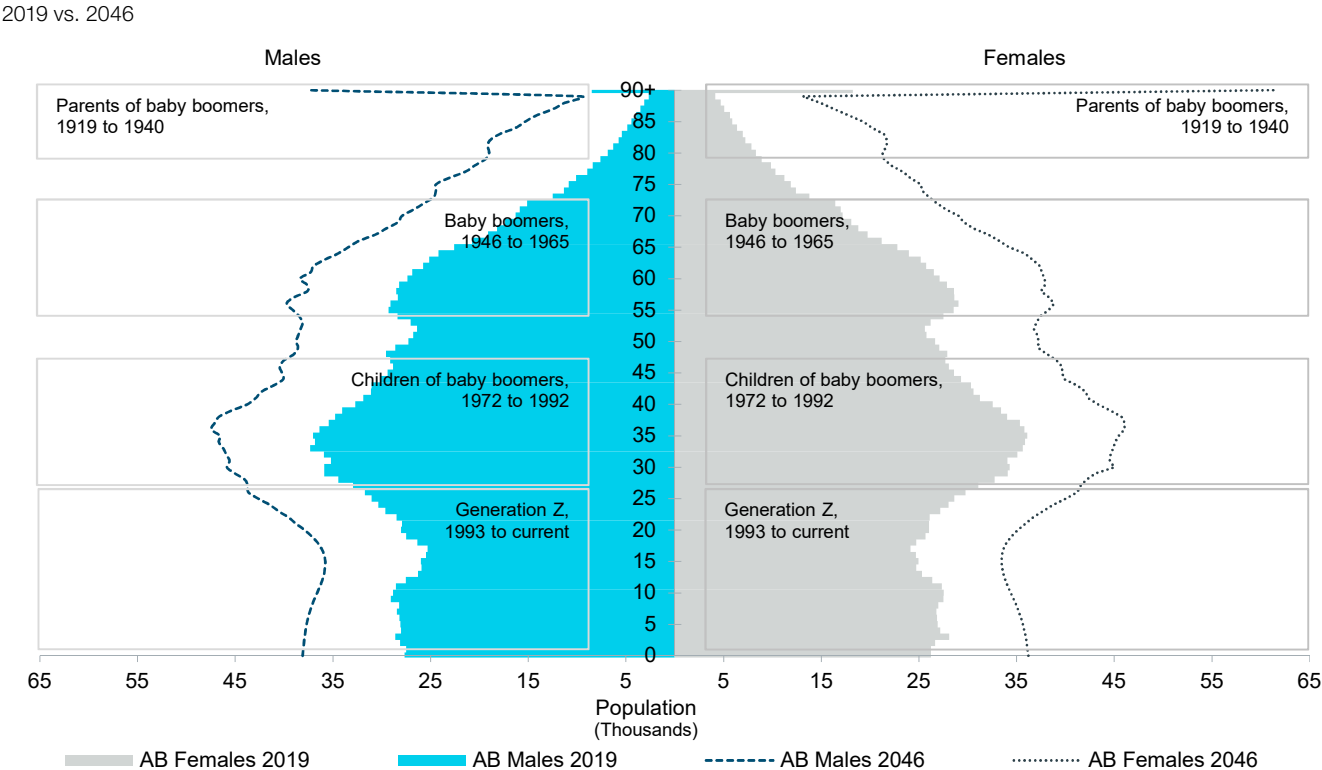 2019 vs. 2046
Males
Females
Parents of baby boomers,
1919 to 1940
Parents of baby boomers,
1919 to 1940
Baby boomers,
1946 to 1965
Baby boomers,
1946 to 1965
Children of baby boomers,
1972 to 1992
Children of baby boomers,
1972 to 1992
Generation Z,
1993 to current
Generation Z,
1993 to current
90+
85
80
75
70
65
60
55
50
45
40
35
30
25
20
15
10
5
0
65 55 45 35 25 15 5 5 15 25 35 45 55 65
Population
(Thousands)
AB Females 2019 AB Males 2019 AB Males 2046 AB Females 2046